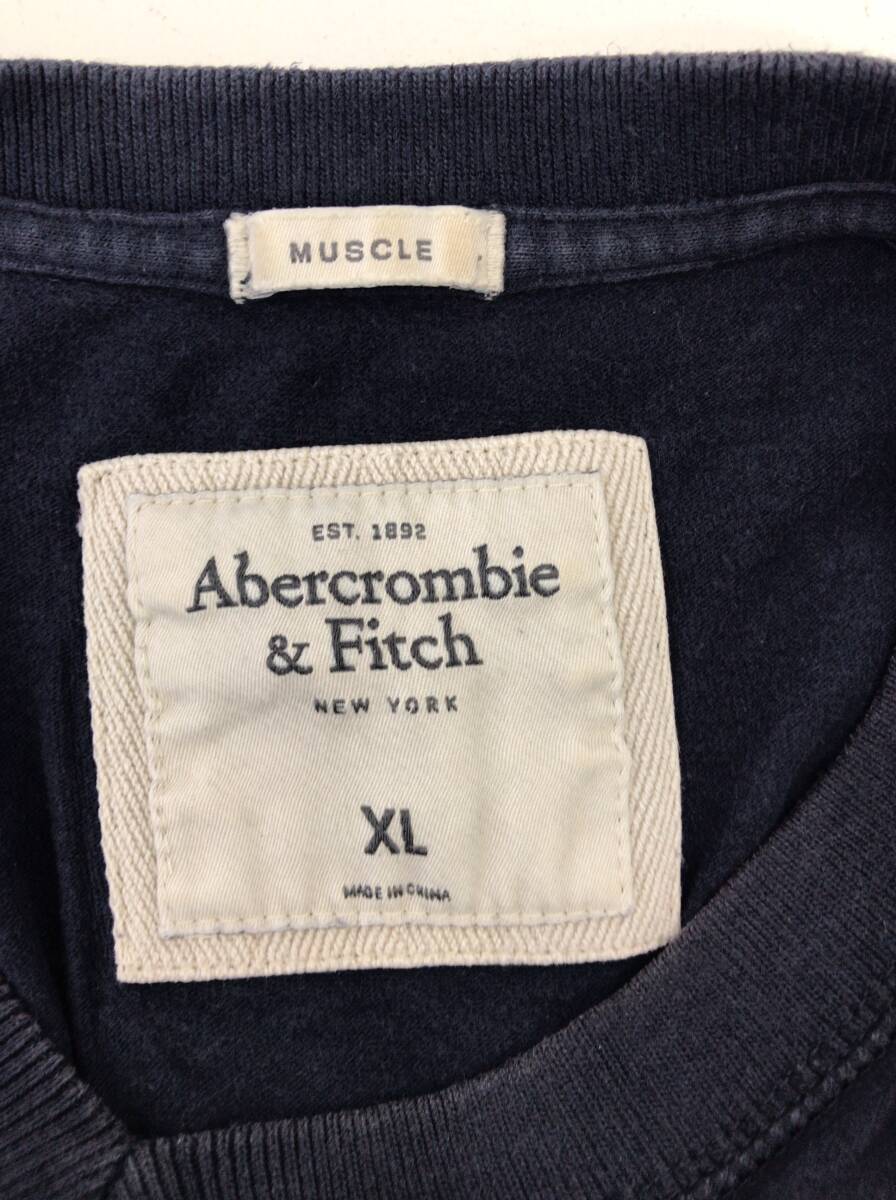 MUSCLE
EST. 1892
Abercrombie
& Fitch
NEW YORK
XL
MADE IN CHINA